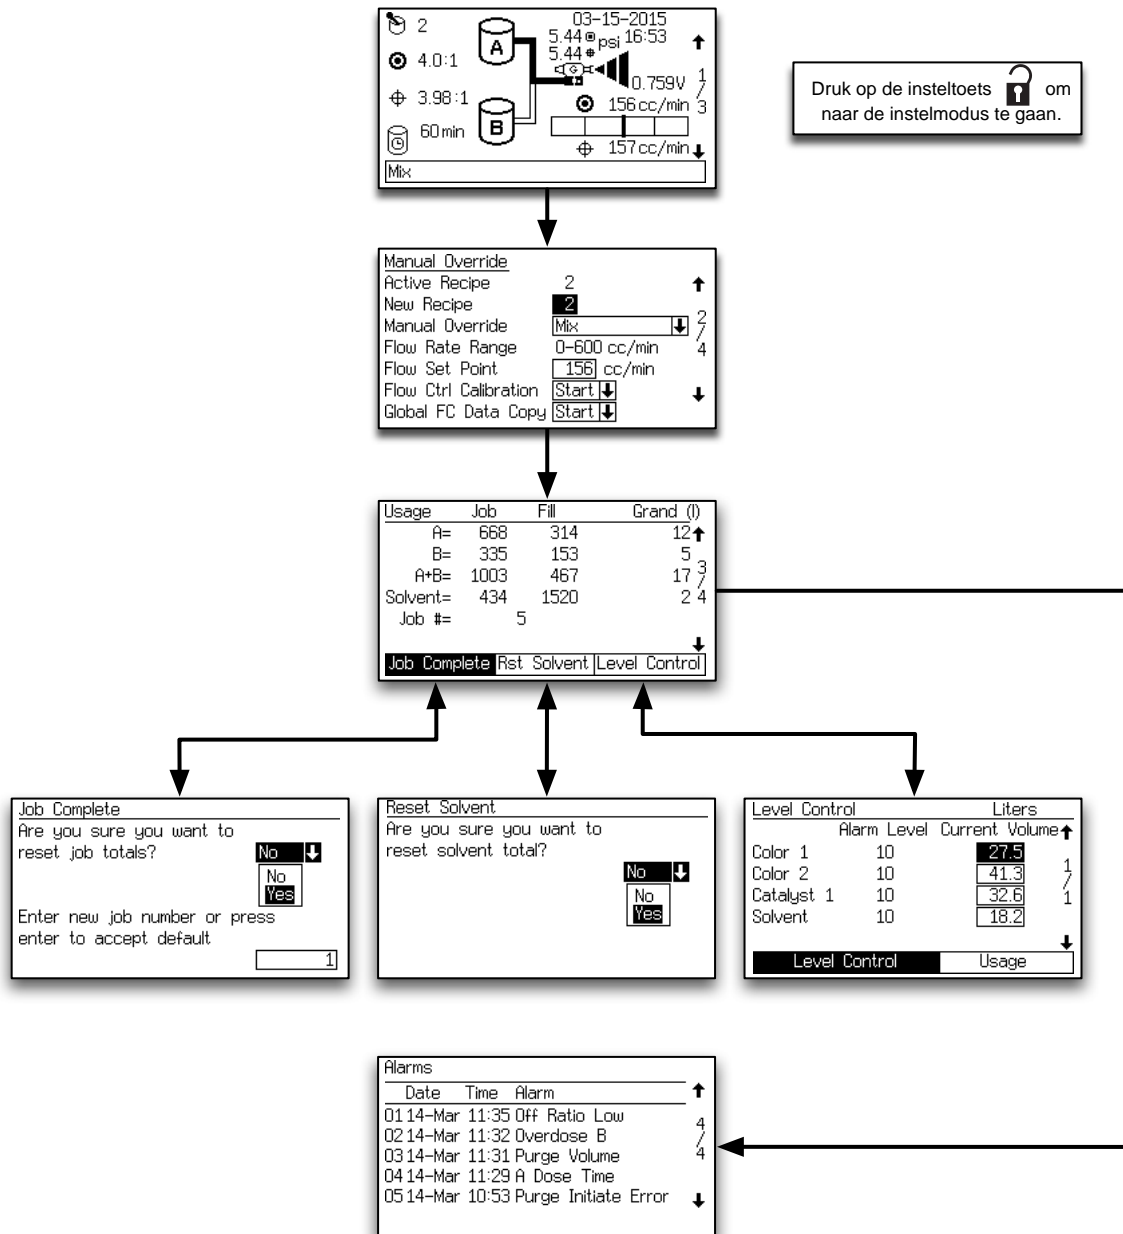 2
03-15-2015
5.44 psi 16:53
5.44
A
4.0:1
G
0.759V
1/3
3.98:1
156 cc/min
60 min
B
157 cc/min
Mix
Druk op de insteltoets om
naar de instelmodus te gaan.
Manual Override
Active Recipe 2
New Recipe 2
Manual Override Mix
2/4
Flow Rate Range 0-600 cc/min
Flow Set Point 156 cc/min
Flow Ctrl Calibration Start
Global FC Data Copy Start
Usage Job Fill Grand (l)
A= 668 314 12
B= 335 153 5
A+B= 1003 467 17
3/4
Solvent= 434 1520 2
Job #= 5
Job Complete Rst Solvent Level Control
Job Complete
Are you sure you want to
reset job totals? No
No
Yes
Enter new job number or press
enter to accept default
1
Reset Solvent
Are you sure you want to
reset solvent total?
No
No
Yes
Level Control Liters
Alarm Level Current Volume
Color 1 10 27.5
Color 2 10 41.3
1/1
Catalyst 1 10 32.6
Solvent 10 18.2
Level Control Usage
Alarms
Date Time Alarm
01 14-Mar 11:35 Off Ratio Low
02 14-Mar 11:32 Overdose B
4/4
03 14-Mar 11:31 Purge Volume
04 14-Mar 11:29 A Dose Time
05 14-Mar 10:53 Purge Initiate Error